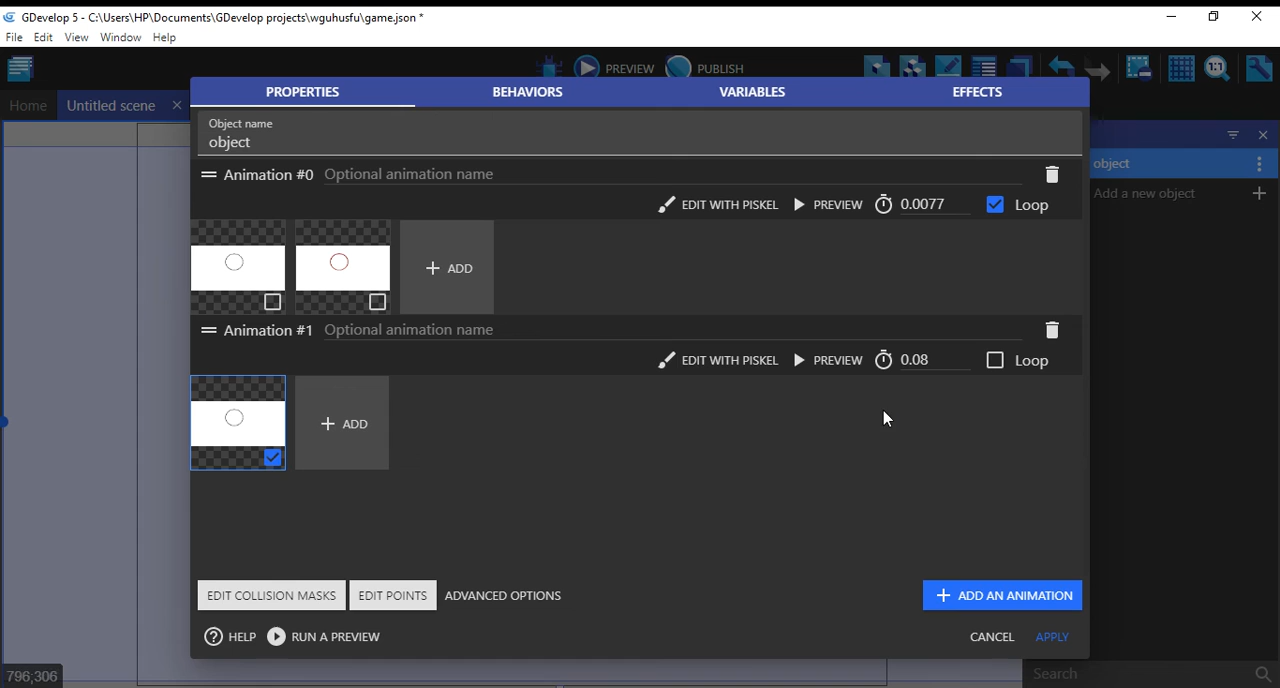 GDevelop 5 - C:\Users\HP\Documents\GDevelop projects\wguhusfu\game.json *
File Edit View Window Help
PREVIEW PUBLISH 1:1
Home Untitled scene
PROPERTIES BEHAVIORS VARIABLES EFFECTS
Object name
object
object
Add a new object
Animation #0 Optional animation name
EDIT WITH PISKEL PREVIEW 0.0077 Loop
ADD
Animation #1 Optional animation name
EDIT WITH PISKEL PREVIEW 0.08 Loop
ADD
EDIT COLLISION MASKS EDIT POINTS ADVANCED OPTIONS ADD AN ANIMATION
HELP RUN A PREVIEW CANCEL APPLY
796;306 Search